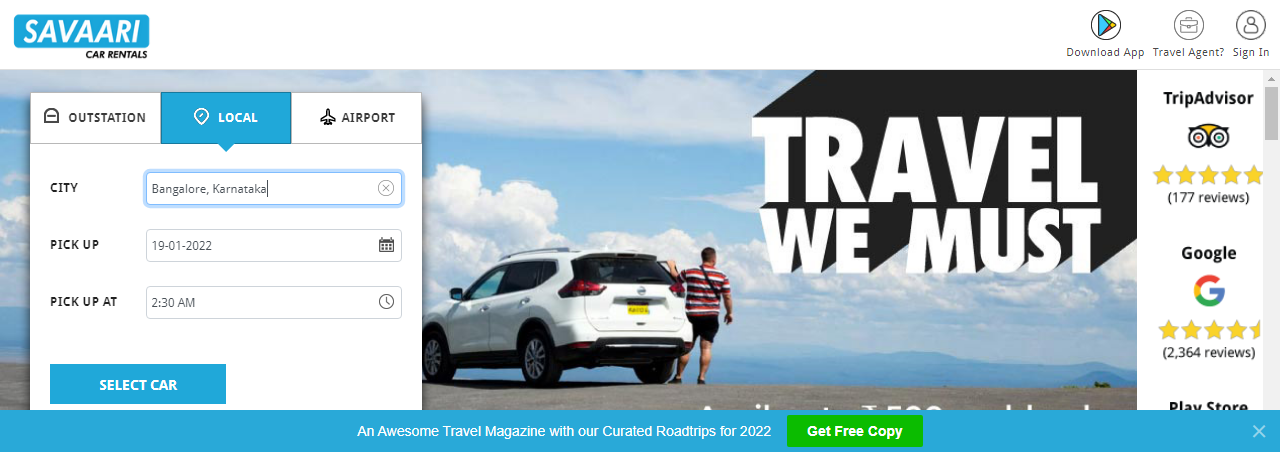 SAVAARI
CAR RENTALS
Download App
Travel Agent?
Sign In
OUTSTATION
LOCAL
AIRPORT
CITY
Bangalore, Karnataka
PICK UP
19-01-2022
PICK UP AT
2:30 AM
SELECT CAR
TRAVEL
WE MUST
TripAdvisor
(177 reviews)
Google
(2,364 reviews)
Play Store
An Awesome Travel Magazine with our Curated Roadtrips for 2022
Get Free Copy